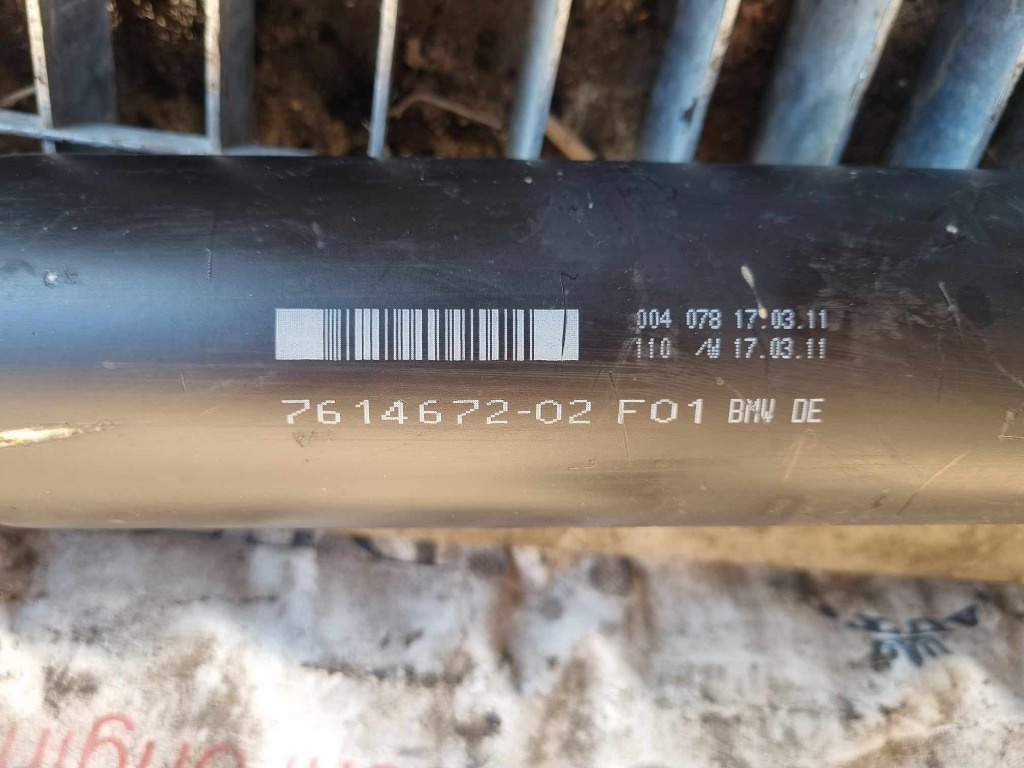 004 078 17.03.11
110 /W 17.03.11
7614672-02 F01 BMW DE